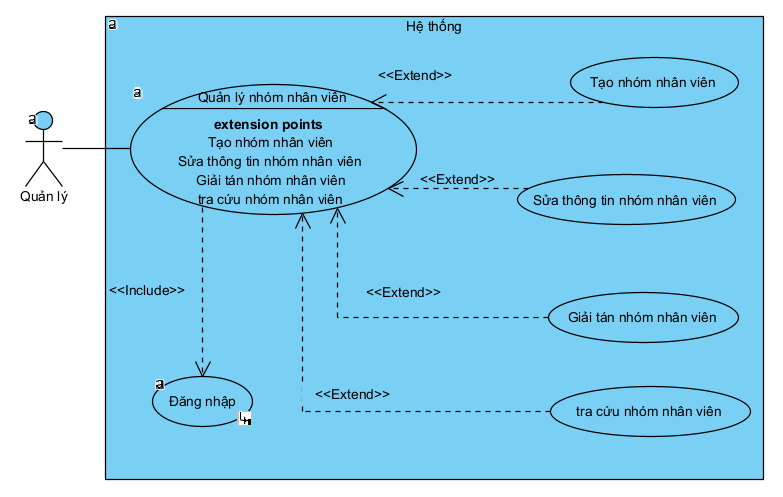 a
Hệ thống
<<Extend>>
Tạo nhóm nhân viên
a
Quản lý nhóm nhân viên
extension points
Tạo nhóm nhân viên
Sửa thông tin nhóm nhân viên
Giải tán nhóm nhân viên
tra cứu nhóm nhân viên
a
Quản lý
<<Extend>>
Sửa thông tin nhóm nhân viên
<<Include>>
<<Extend>>
Giải tán nhóm nhân viên
a
Đăng nhập
<<Extend>>
tra cứu nhóm nhân viên